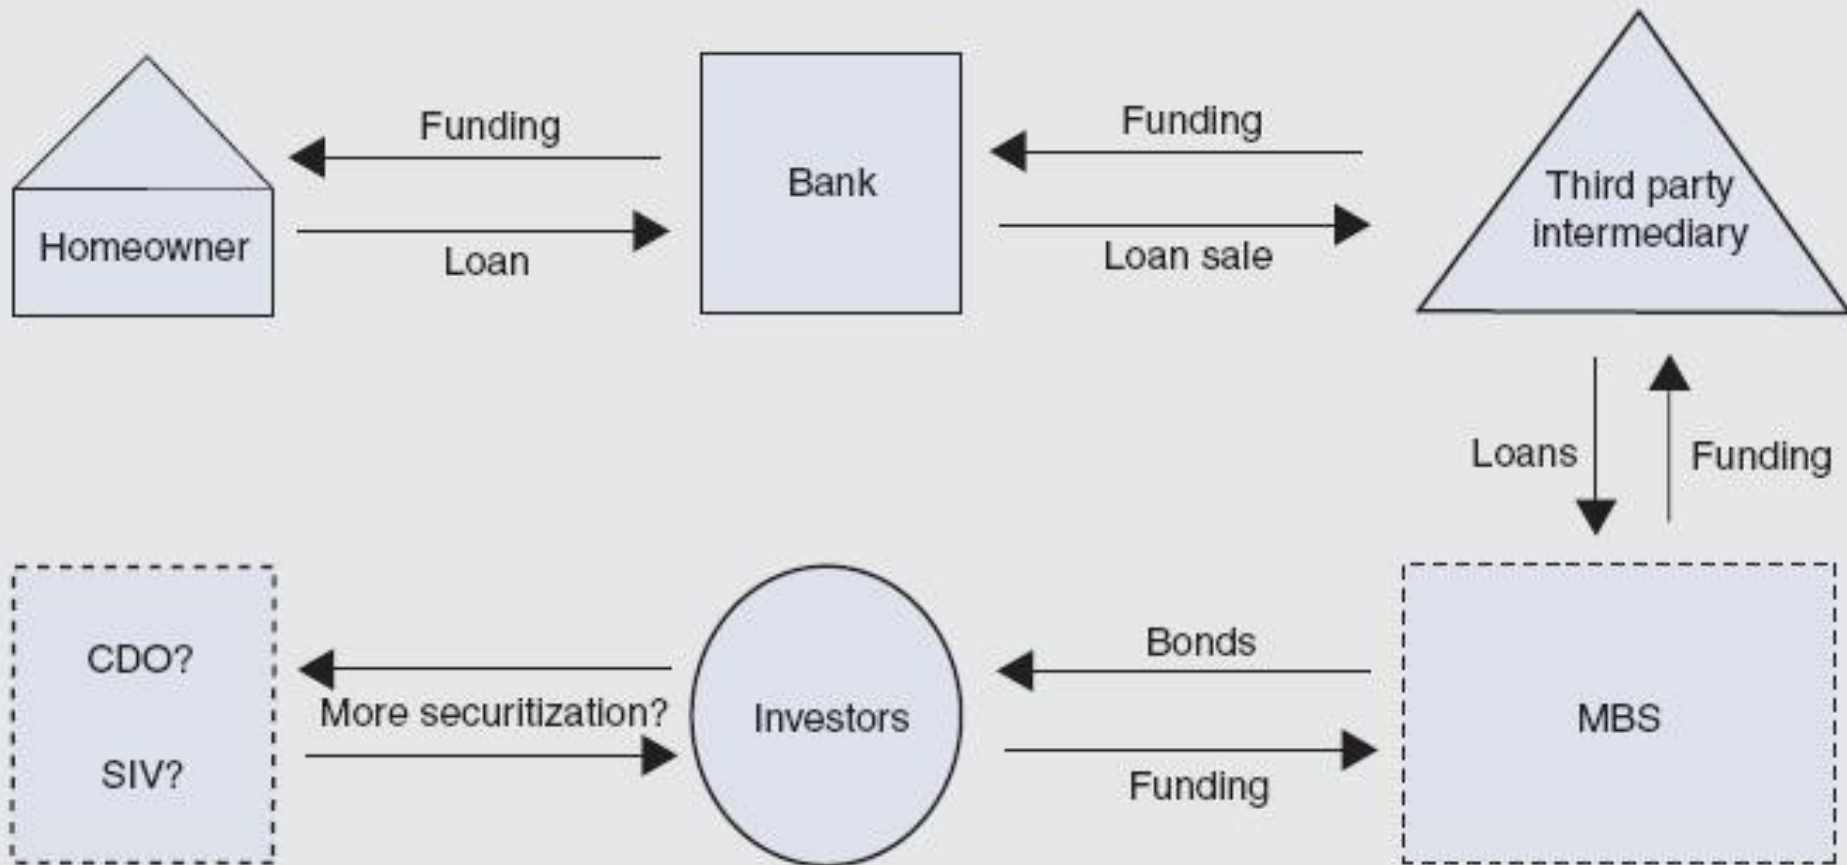 Homeowner
Funding
Loan
Bank
Funding
Loan sale
Third party
intermediary
Loans
Funding
CDO?
SIV?
More securitization?
Investors
Bonds
Funding
MBS